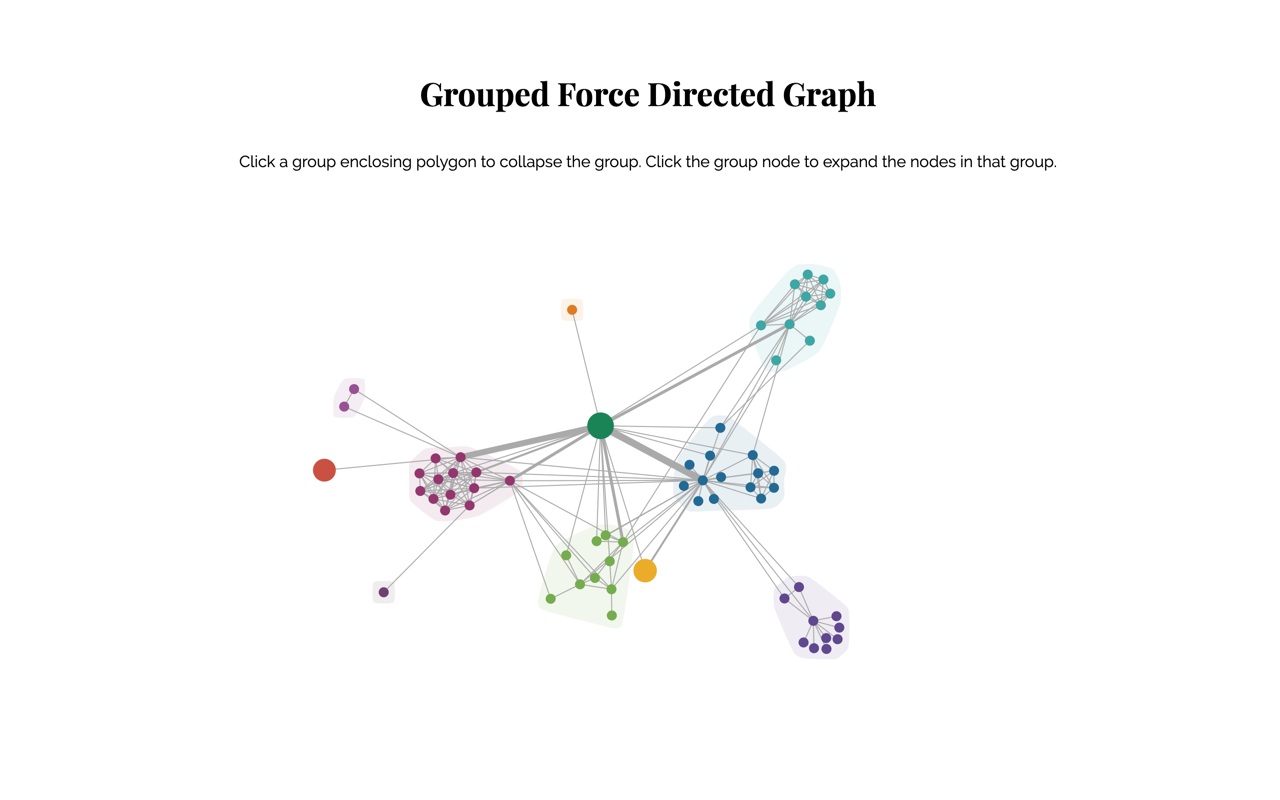 Grouped Force Directed Graph
Click a group enclosing polygon to collapse the group. Click the group node to expand the nodes in that group.